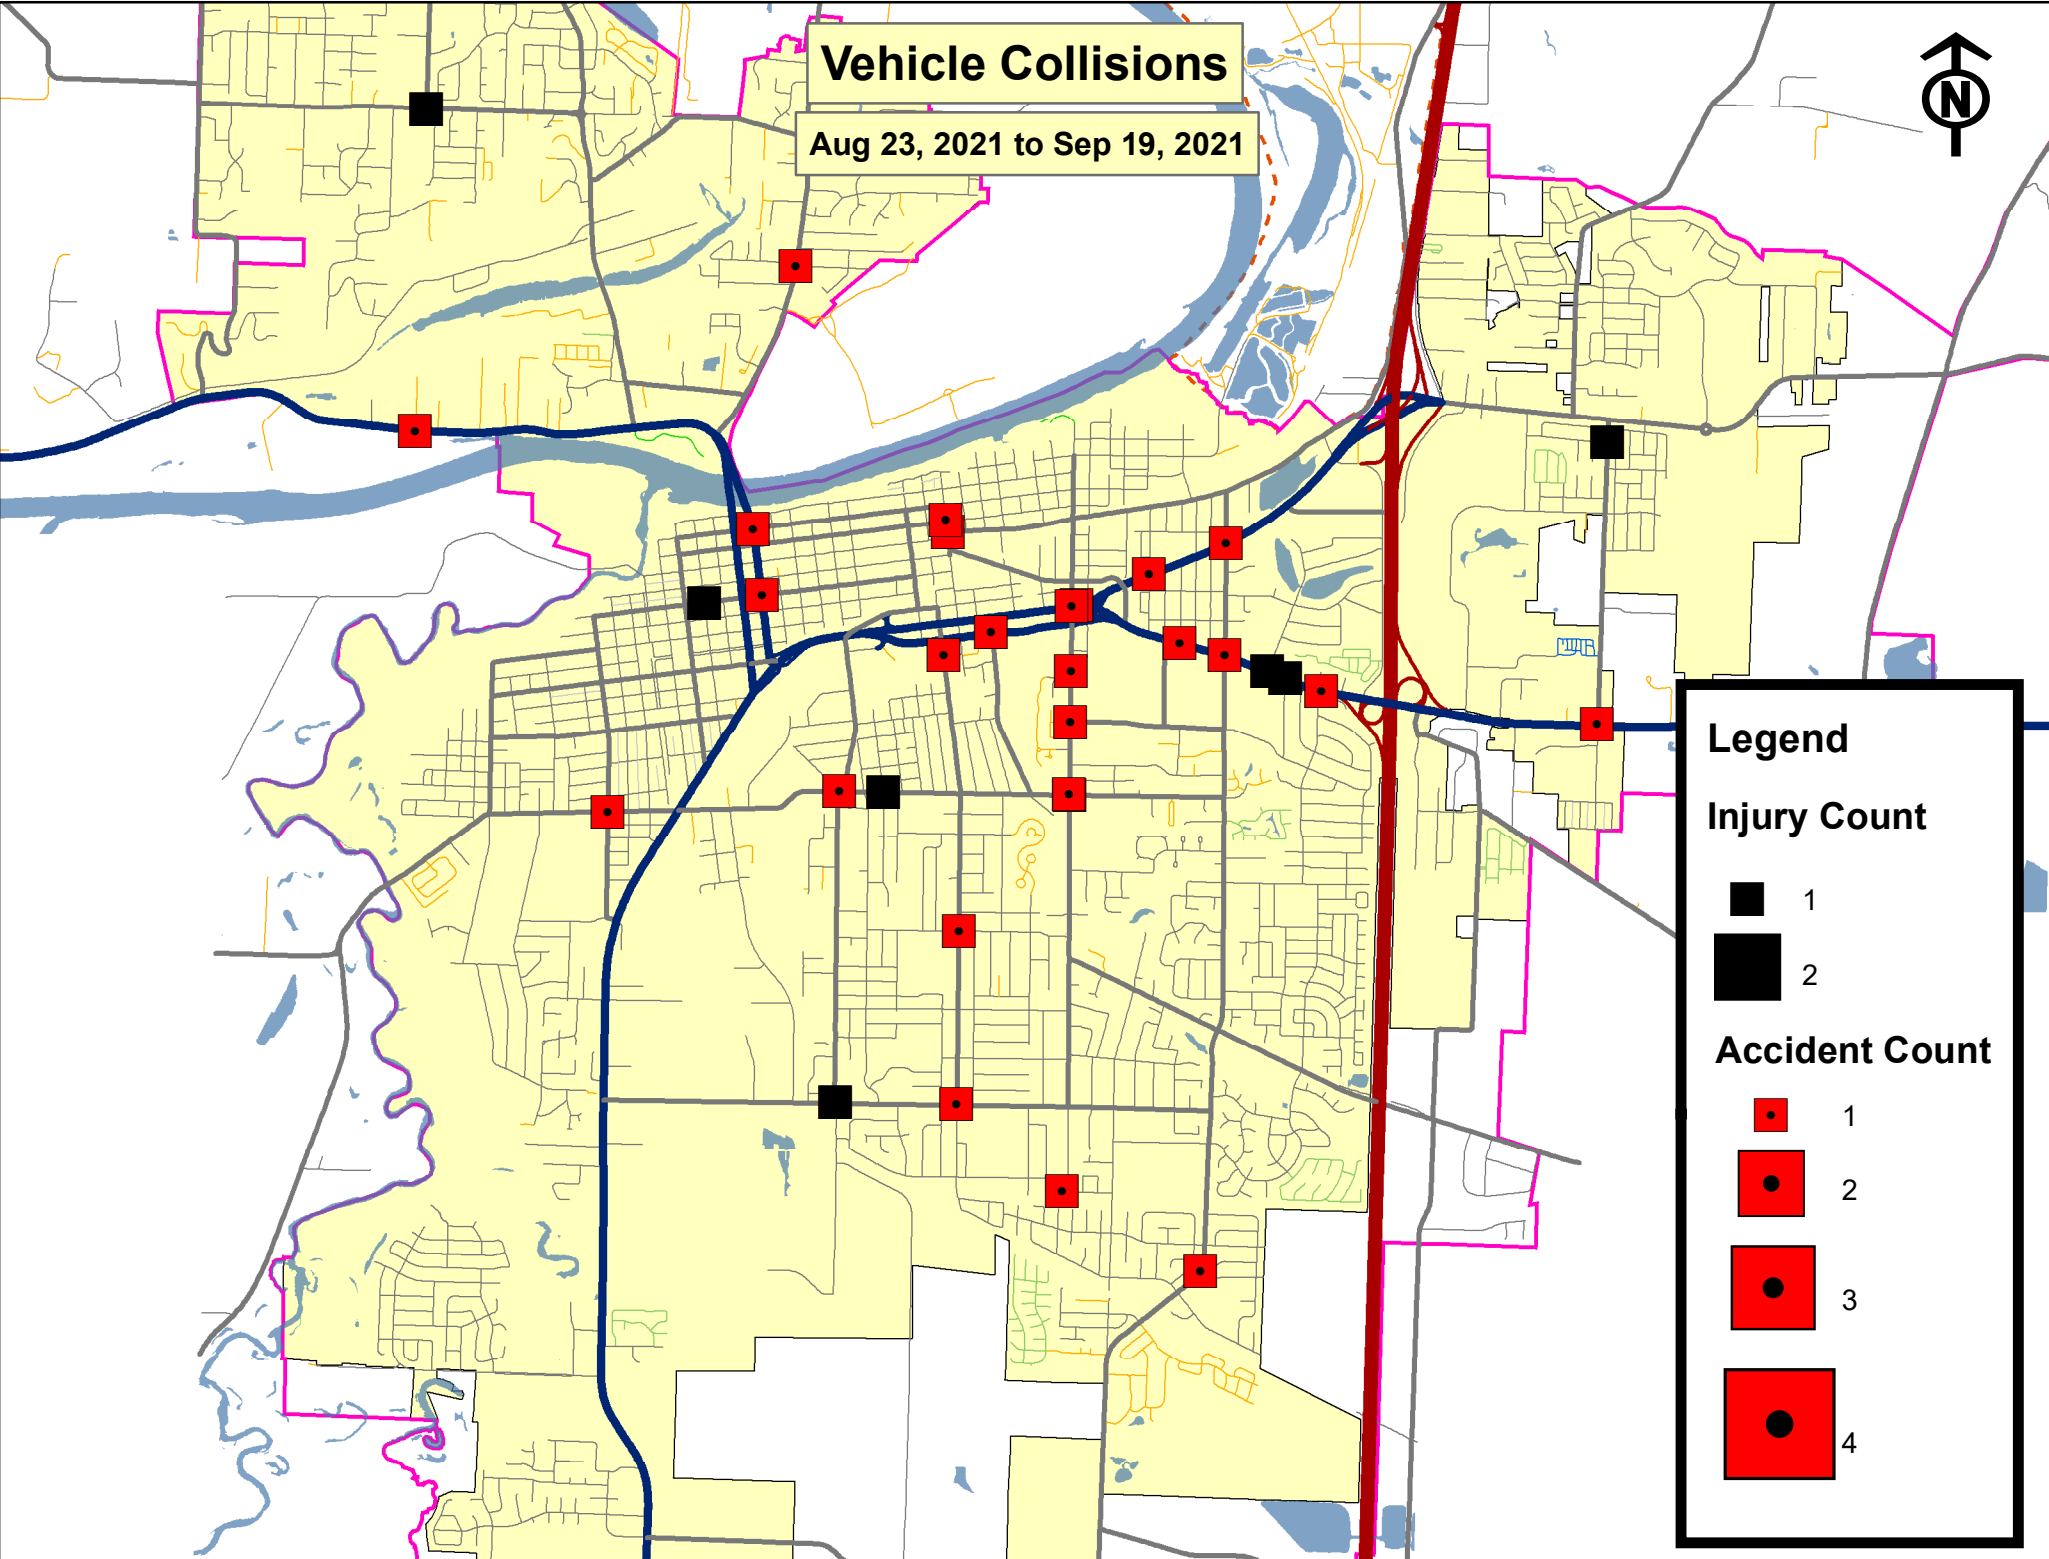 Vehicle Collisions
Aug 23, 2021 to Sep 19, 2021
N
Legend
Injury Count
1
2
Accident Count
1
2
3
4